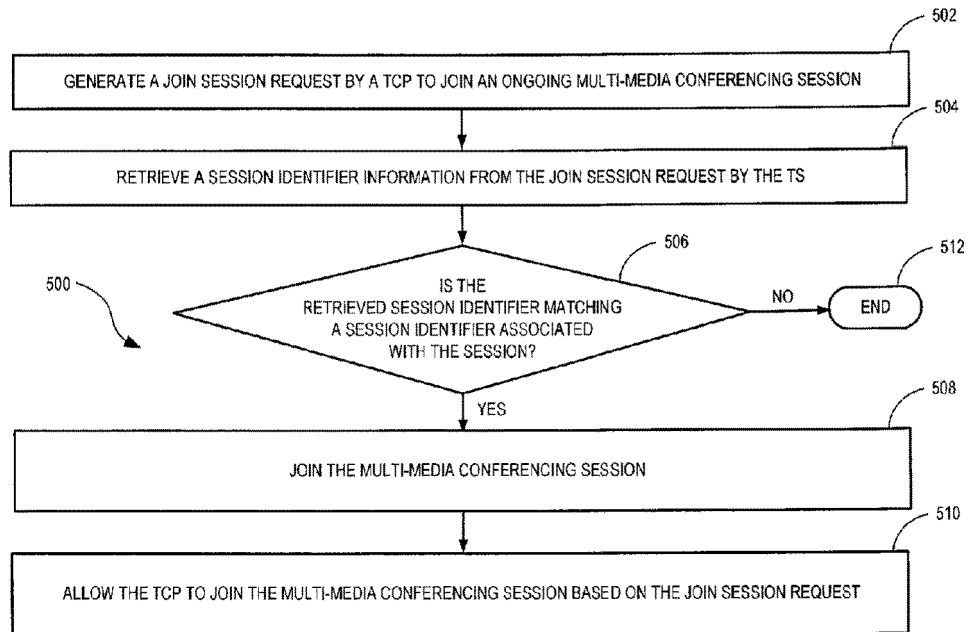 502
GENERATE A JOIN SESSION REQUEST BY A TCP TO JOIN AN ONGOING MULTI-MEDIA CONFERENCING SESSION
504
RETRIEVE A SESSION IDENTIFIER INFORMATION FROM THE JOIN SESSION REQUEST BY THE TS
506
512
500
IS THE
RETRIEVED SESSION IDENTIFIER MATCHING
A SESSION IDENTIFIER ASSOCIATED
WITH THE SESSION?
NO
END
YES
508
JOIN THE MULTI-MEDIA CONFERENCING SESSION
510
ALLOW THE TCP TO JOIN THE MULTI-MEDIA CONFERENCING SESSION BASED ON THE JOIN SESSION REQUEST